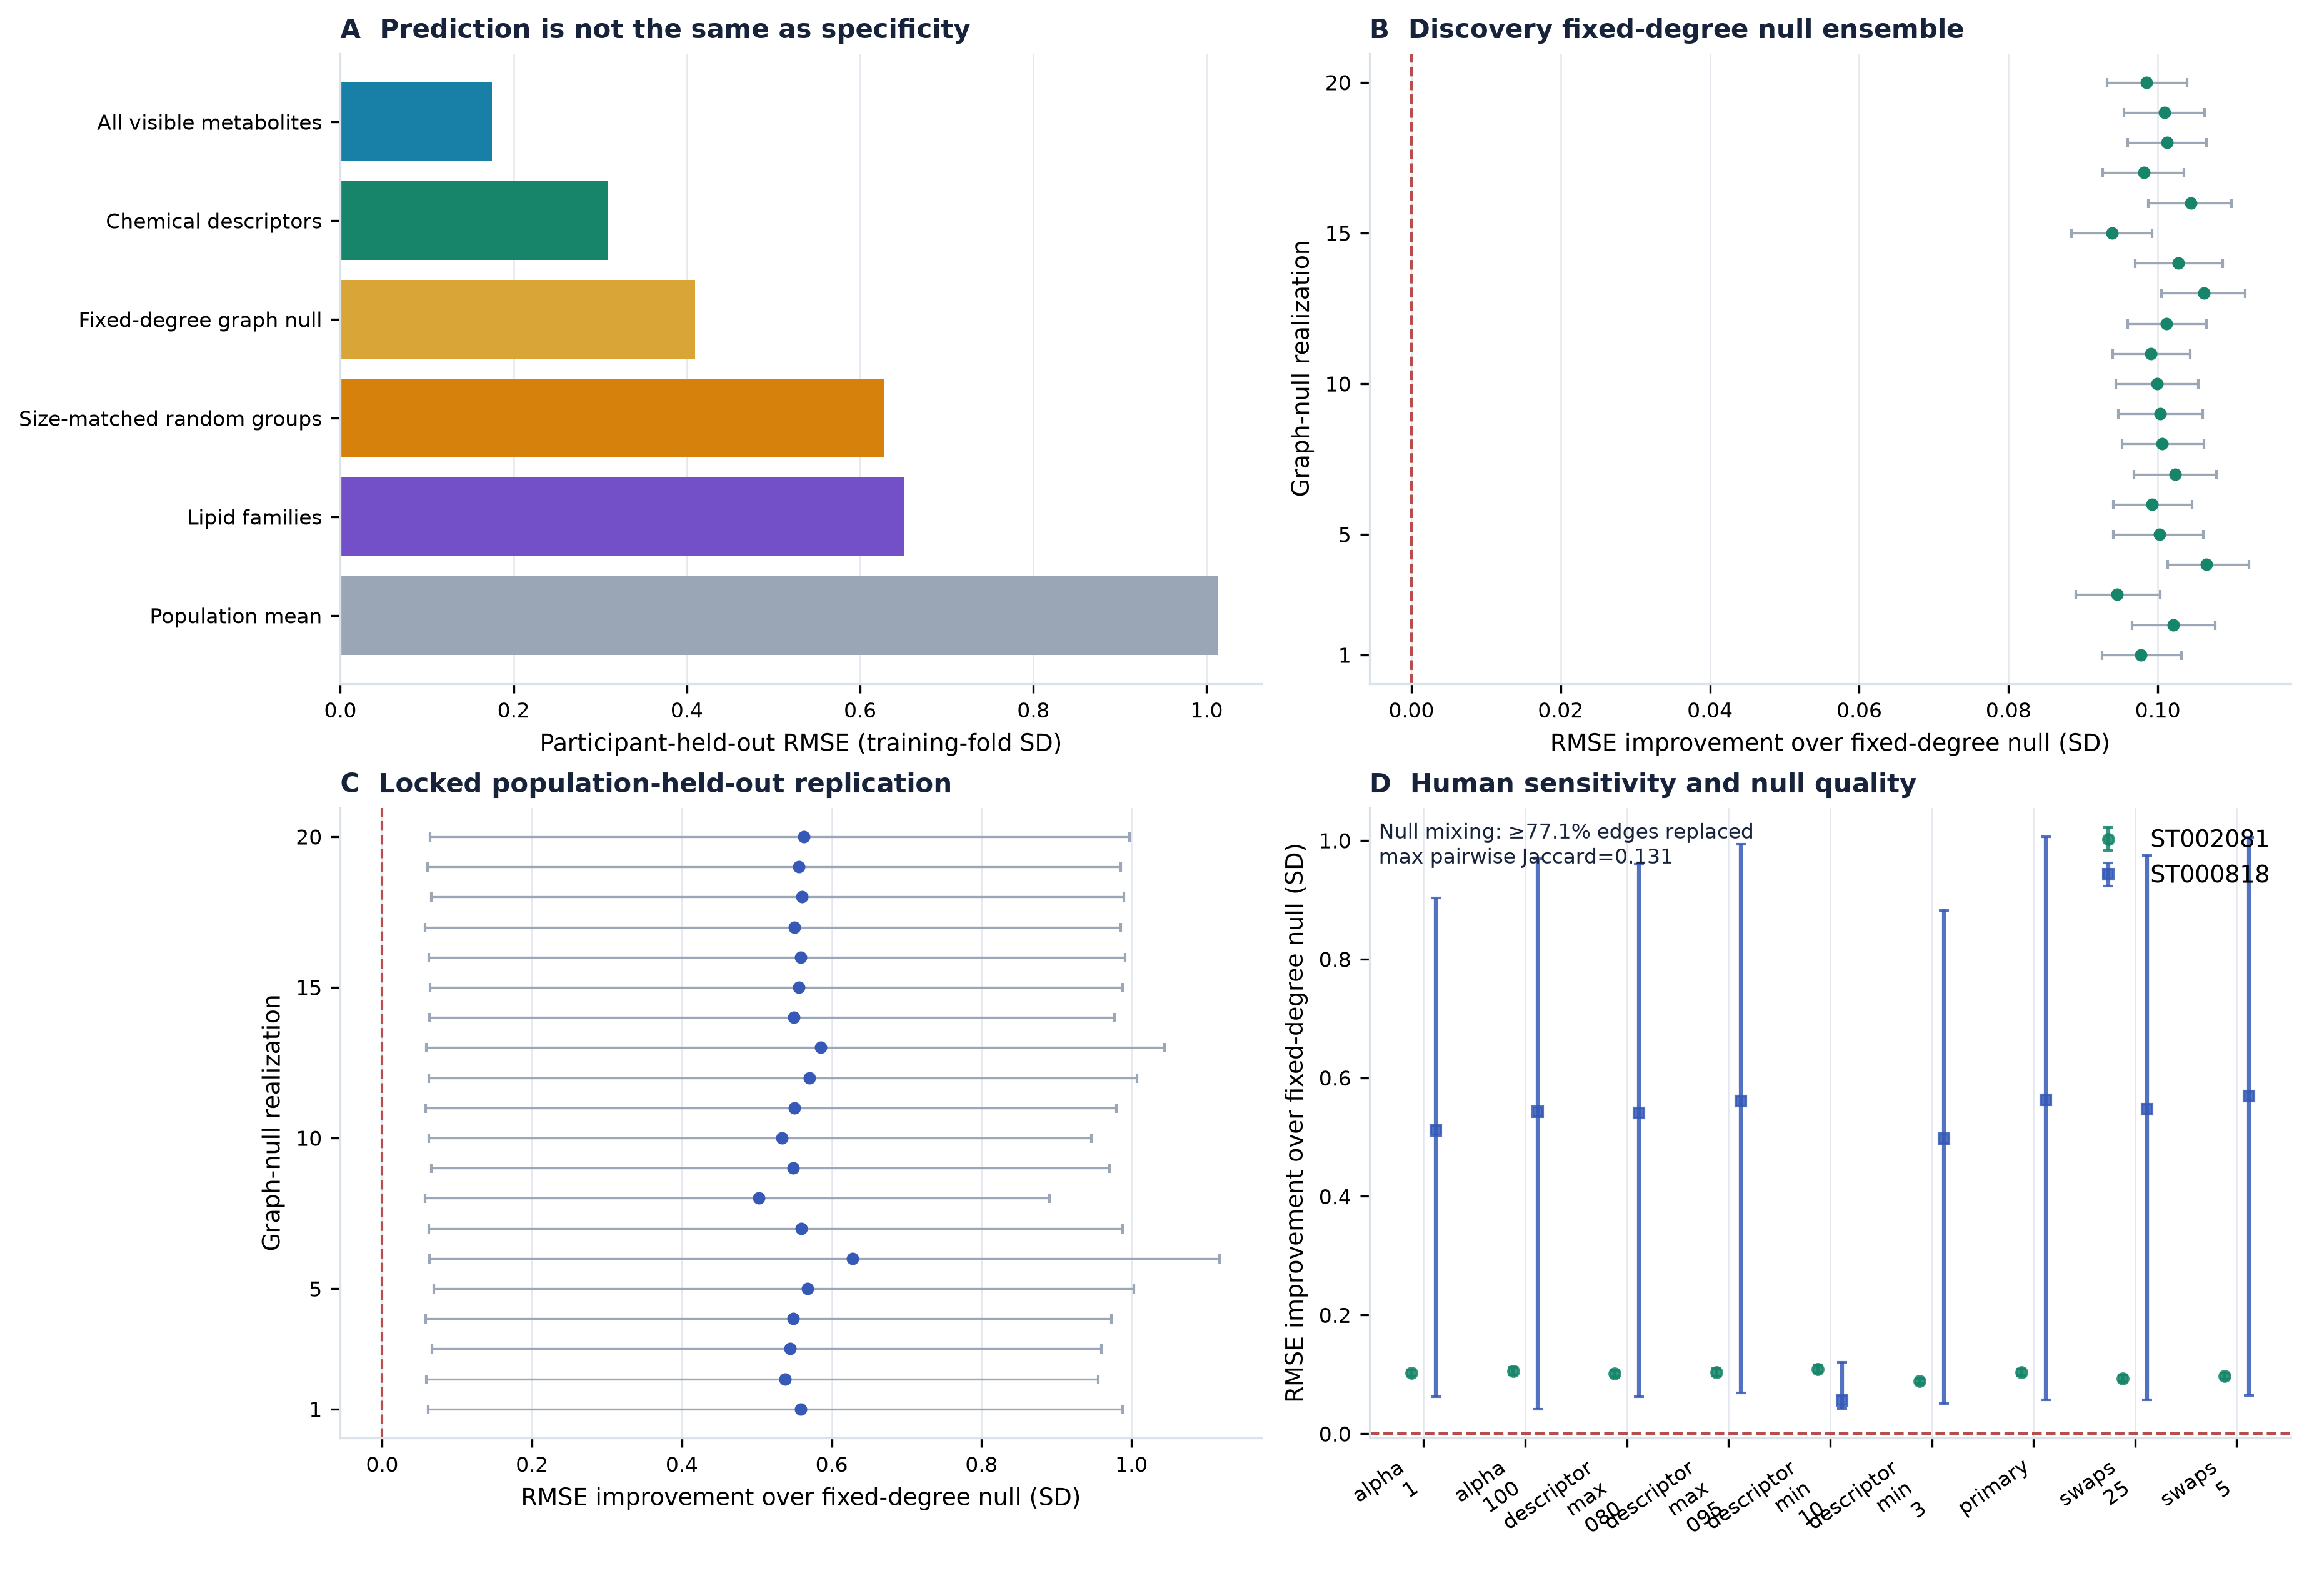 A Prediction is not the same as specificity
All visible metabolites
Chemical descriptors
Fixed-degree graph null
Size-matched random groups
Lipid families
Population mean
0.0 0.2 0.4 0.6 0.8 1.0
Participant-held-out RMSE (training-fold SD)
B Discovery fixed-degree null ensemble
Graph-null realization
20
15
10
5
1
0.00 0.02 0.04 0.06 0.08 0.10
RMSE improvement over fixed-degree null (SD)
C Locked population-held-out replication
Graph-null realization
20
15
10
5
1
0.0 0.2 0.4 0.6 0.8 1.0
RMSE improvement over fixed-degree null (SD)
D Human sensitivity and null quality
RMSE improvement over fixed-degree null (SD)
Null mixing: ≥77.1% edges replaced
max pairwise Jaccard=0.131
ST002081
ST000818
1.0
0.8
0.6
0.4
0.2
0.0
alpha
1
alpha
100
descriptor
max
080
descriptor
max
095
descriptor
min
10
descriptor
min
3
primary
swaps
25
swaps
5